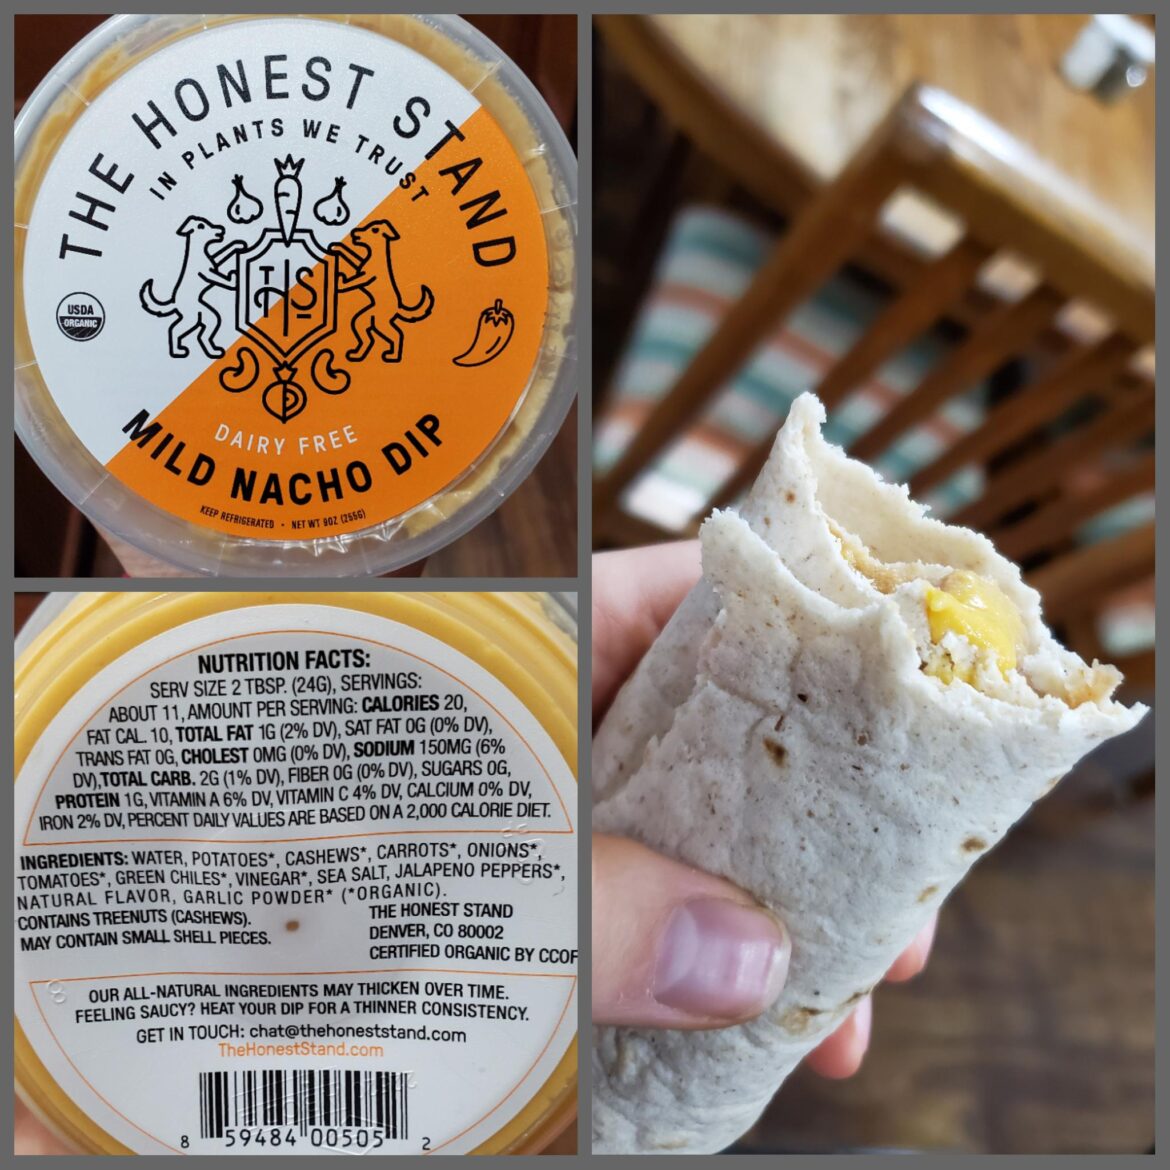 THE HONEST STAND
IN PLANTS WE TRUST
T S
USDA
ORGANIC
DAIRY FREE
MILD NACHO DIP
KEEP REFRIGERATED • NET WT 9OZ (255G)
NUTRITION FACTS:
SERV SIZE 2 TBSP. (24G), SERVINGS:
ABOUT 11, AMOUNT PER SERVING: CALORIES 20,
FAT CAL. 10, TOTAL FAT 1G (2% DV), SAT FAT 0G (0% DV),
TRANS FAT 0G, CHOLEST 0MG (0% DV), SODIUM 150MG (6%
DV),TOTAL CARB. 2G (1% DV), FIBER 0G (0% DV), SUGARS 0G,
PROTEIN 1G, VITAMIN A 6% DV, VITAMIN C 4% DV, CALCIUM 0% DV,
IRON 2% DV, PERCENT DAILY VALUES ARE BASED ON A 2,000 CALORIE DIET.
INGREDIENTS: WATER, POTATOES*, CASHEWS*, CARROTS*, ONIONS*,
TOMATOES*, GREEN CHILES*, VINEGAR*, SEA SALT, JALAPENO PEPPERS*,
NATURAL FLAVOR, GARLIC POWDER* (*ORGANIC).
CONTAINS TREENUTS (CASHEWS).
MAY CONTAIN SMALL SHELL PIECES.
THE HONEST STAND
DENVER, CO 80002
CERTIFIED ORGANIC BY CCOF
OUR ALL-NATURAL INGREDIENTS MAY THICKEN OVER TIME.
FEELING SAUCY? HEAT YOUR DIP FOR A THINNER CONSISTENCY.
GET IN TOUCH: chat@thehoneststand.com
TheHonestStand.com
8 59484 00505 2